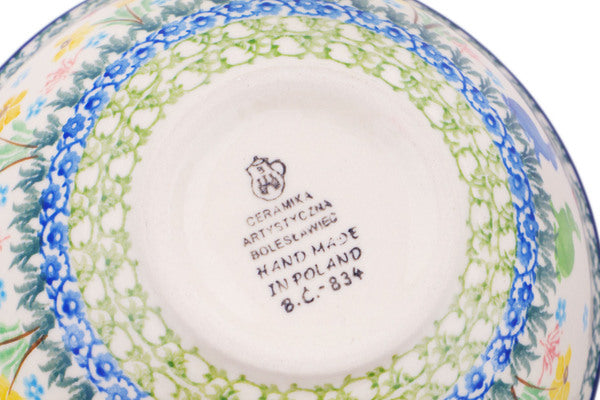 CERAMIKA
ARTYSTYCZNA
BOLESŁAWIEC
HAND MADE
IN POLAND
B.C.-834